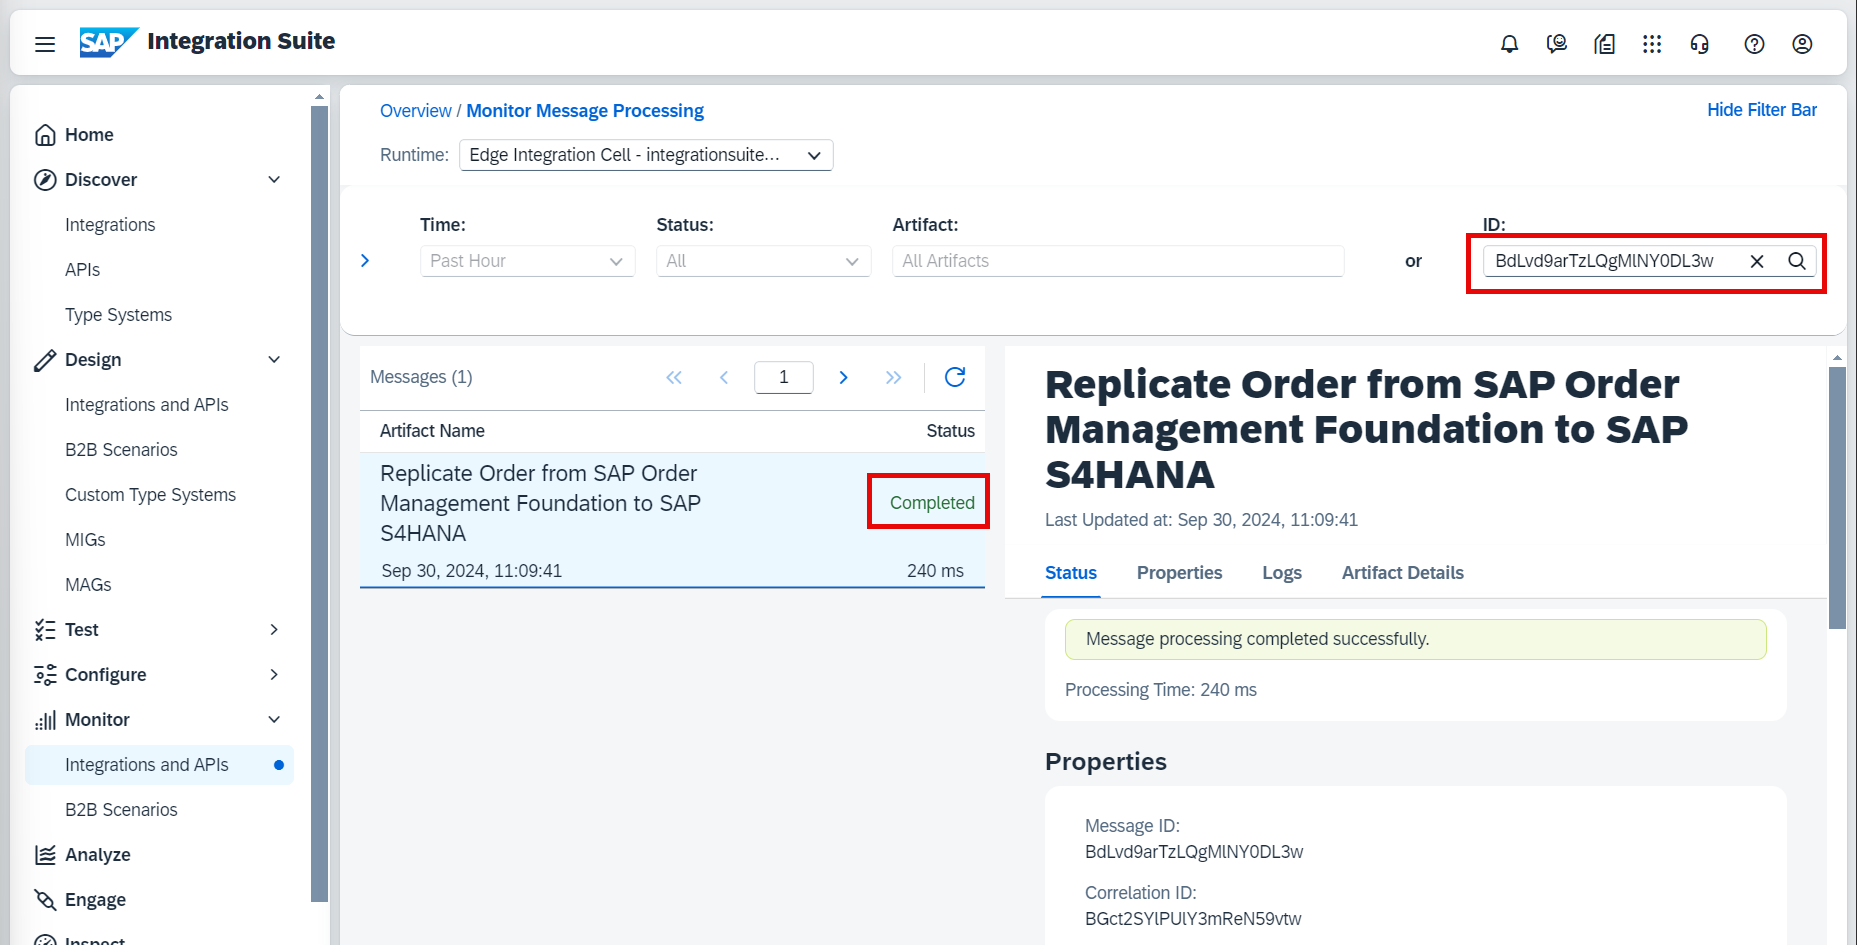 SAP Integration Suite
Home
Discover
Integrations
APIs
Type Systems
Design
Integrations and APIs
B2B Scenarios
Custom Type Systems
MIGs
MAGs
Test
Configure
Monitor
Integrations and APIs
B2B Scenarios
Analyze
Engage
Inspect
Overview / Monitor Message Processing
Hide Filter Bar
Runtime: Edge Integration Cell - integrationsuite...
Time: Status: Artifact: ID:
Past Hour All All Artifacts or BdLvd9arTzLQgMlNY0DL3w
Messages (1) 1
Artifact Name Status
Replicate Order from SAP Order
Management Foundation to SAP
S4HANA
Completed
Sep 30, 2024, 11:09:41 240 ms
Replicate Order from SAP Order
Management Foundation to SAP
S4HANA
Last Updated at: Sep 30, 2024, 11:09:41
Status Properties Logs Artifact Details
Message processing completed successfully.
Processing Time: 240 ms
Properties
Message ID:
BdLvd9arTzLQgMlNY0DL3w
Correlation ID:
BGct2SYlPUlY3mReN59vtw